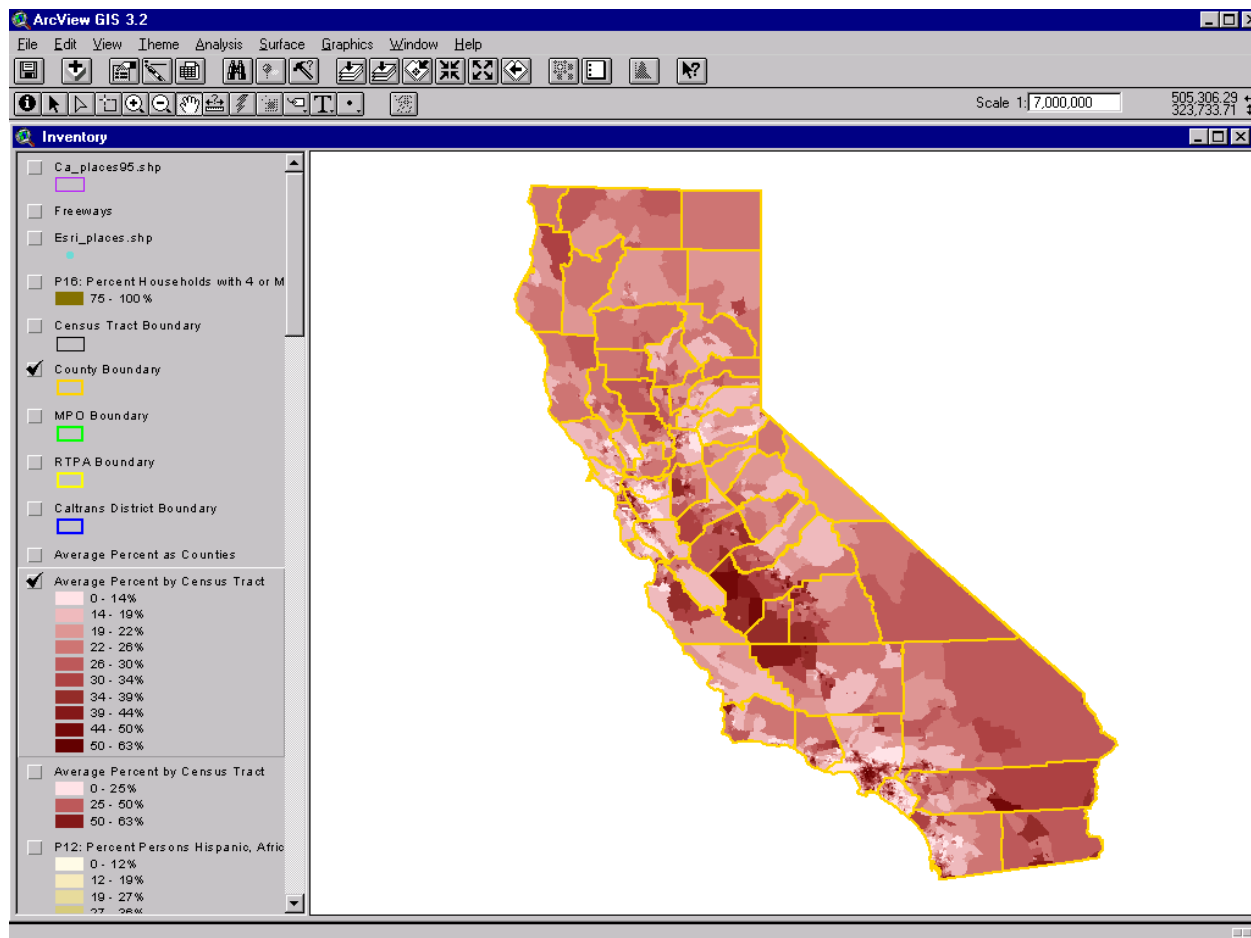 ArcView GIS 3.2
File Edit View Theme Analysis Surface Graphics Window Help
Scale 1: 7,000,000
505,306.29
323,733.71
Inventory
Ca_places95.shp
Freeways
Esri_places.shp
P16: Percent Households with 4 or M
75 - 100%
Census Tract Boundary
County Boundary
MPO Boundary
RTPA Boundary
Caltrans District Boundary
Average Percent as Counties
Average Percent by Census Tract
0 - 14%
14 - 19%
19 - 22%
22 - 26%
26 - 30%
30 - 34%
34 - 39%
39 - 44%
44 - 50%
50 - 63%
Average Percent by Census Tract
0 - 25%
25 - 50%
50 - 63%
P12: Percent Persons Hispanic, Afric
0 - 12%
12 - 19%
19 - 27%
27 - 36%